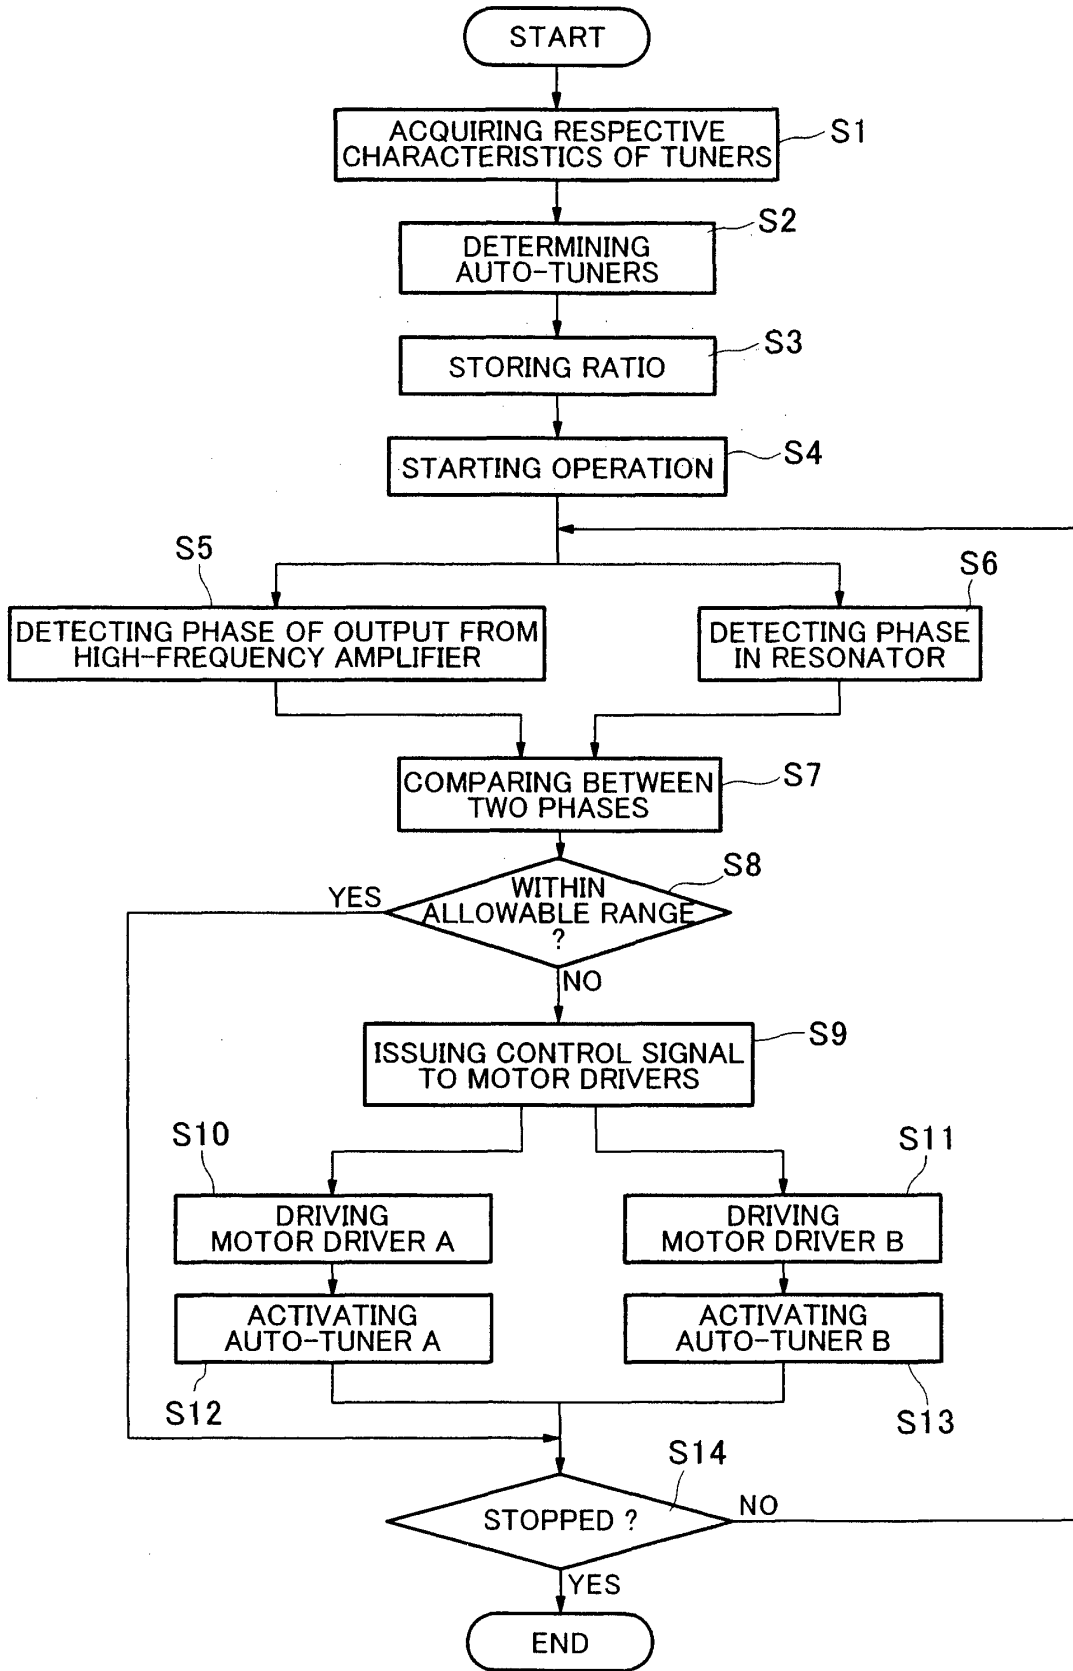 START
ACQUIRING RESPECTIVE
CHARACTERISTICS OF TUNERS
S1
DETERMINING
AUTO-TUNERS
S2
STORING RATIO
S3
STARTING OPERATION
S4
S5
DETECTING PHASE OF OUTPUT FROM
HIGH-FREQUENCY AMPLIFIER
S6
DETECTING PHASE
IN RESONATOR
COMPARING BETWEEN
TWO PHASES
S7
S8
YES
WITHIN
ALLOWABLE RANGE
?
NO
ISSUING CONTROL SIGNAL
TO MOTOR DRIVERS
S9
S10
DRIVING
MOTOR DRIVER A
S11
DRIVING
MOTOR DRIVER B
ACTIVATING
AUTO-TUNER A
S12
ACTIVATING
AUTO-TUNER B
S13
S14
STOPPED ?
NO
YES
END